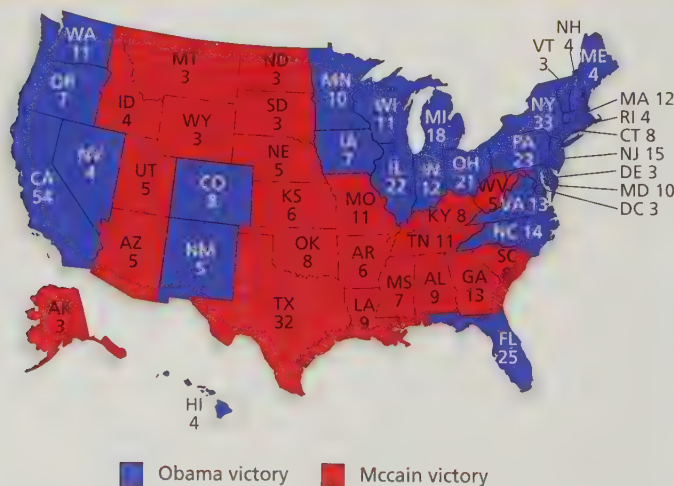 WA
11
OR
7
CA
54
NV
4
ID
4
MT
3
WY
3
UT
5
AZ
5
CO
8
NM
5
ND
3
SD
3
NE
5
KS
6
OK
8
TX
32
MN
10
IA
7
MO
11
AR
6
LA
9
WI
11
IL
22
MI
18
IN
12
OH
21
KY 8
TN 11
MS
7
AL
9
GA
13
FL
25
SC
NC 14
VA 13
WV
5
PA
23
NY
33
VT
3
NH
4
ME
4
MA 12
RI 4
CT 8
NJ 15
DE 3
MD 10
DC 3
AK
3
HI
4
Obama victory
Mccain victory